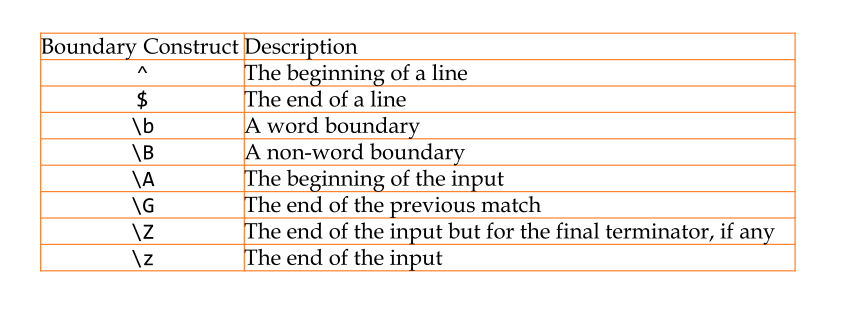 Boundary Construct Description
^ The beginning of a line
$ The end of a line
\b A word boundary
\B A non-word boundary
\A The beginning of the input
\G The end of the previous match
\Z The end of the input but for the final terminator, if any
\z The end of the input